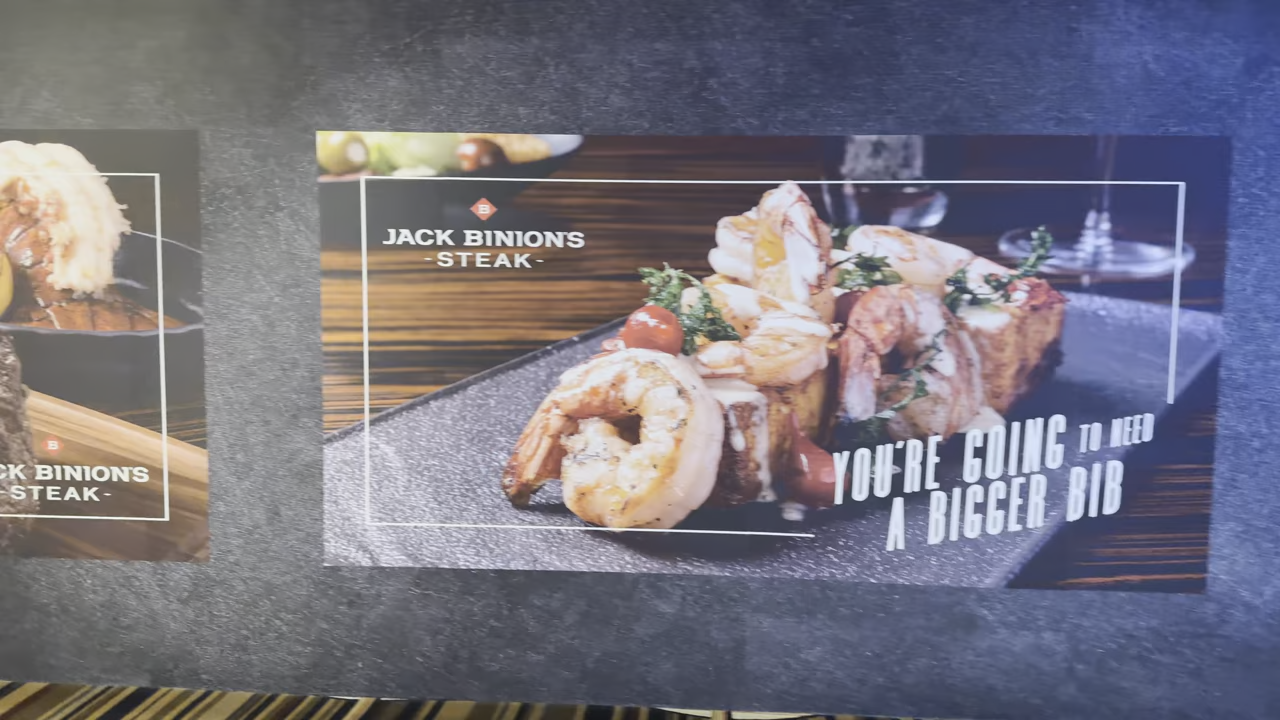 B
CK BINION'S
-STEAK-
B
JACK BINION'S
-STEAK-
YOU'RE GOING TO NEED
A BIGGER BIB